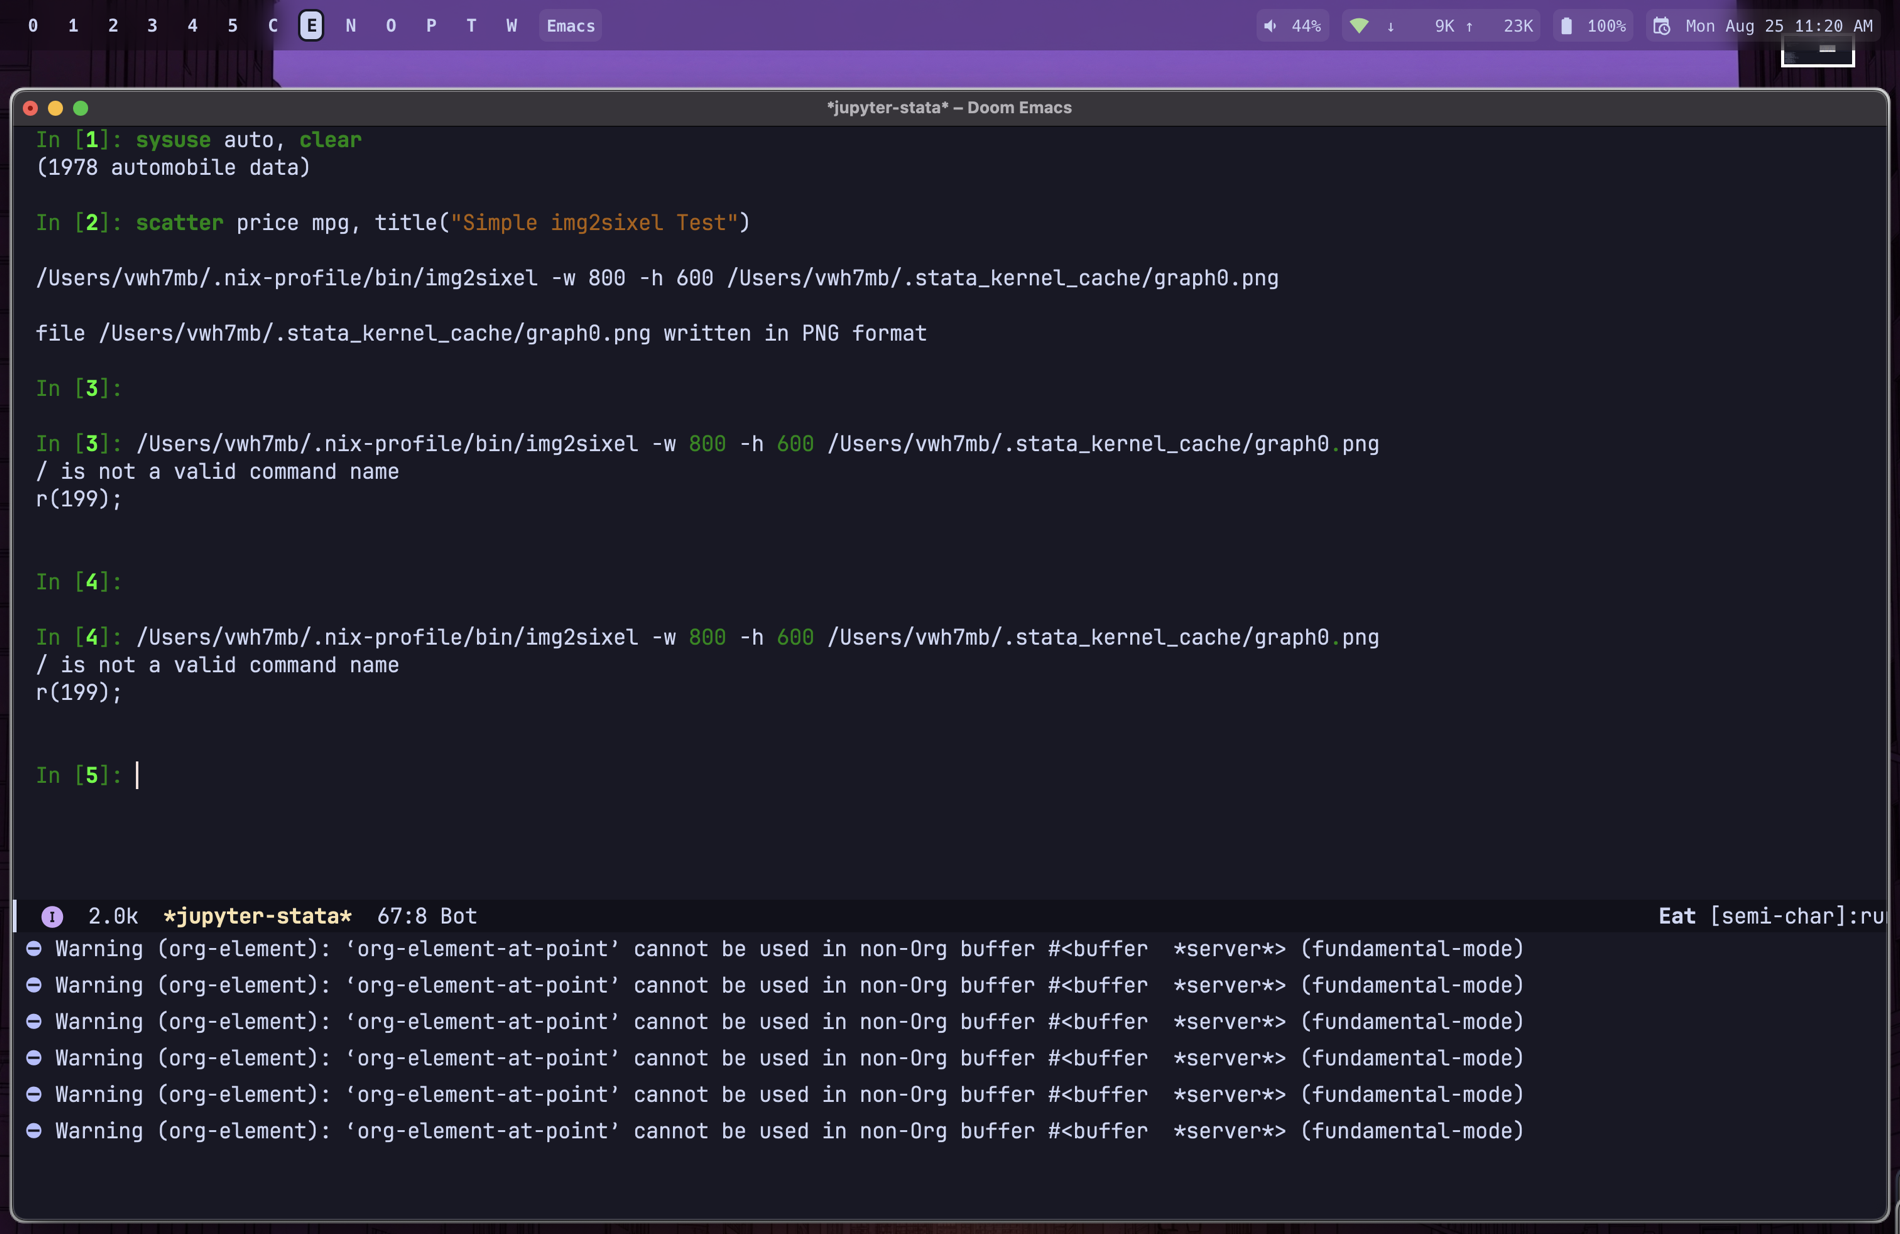 0 1 2 3 4 5 C E N O P T W Emacs 44% ↓ 9K ↑ 23K 100% Mon Aug 25 11:20 AM
*jupyter-stata* – Doom Emacs
In [1]: sysuse auto, clear
(1978 automobile data)
In [2]: scatter price mpg, title("Simple img2sixel Test")
/Users/vwh7mb/.nix-profile/bin/img2sixel -w 800 -h 600 /Users/vwh7mb/.stata_kernel_cache/graph0.png
file /Users/vwh7mb/.stata_kernel_cache/graph0.png written in PNG format
In [3]:
In [3]: /Users/vwh7mb/.nix-profile/bin/img2sixel -w 800 -h 600 /Users/vwh7mb/.stata_kernel_cache/graph0.png
/ is not a valid command name
r(199);
In [4]:
In [4]: /Users/vwh7mb/.nix-profile/bin/img2sixel -w 800 -h 600 /Users/vwh7mb/.stata_kernel_cache/graph0.png
/ is not a valid command name
r(199);
In [5]:
I 2.0k *jupyter-stata* 67:8 Bot Eat [semi-char]:ru
Warning (org-element): ‘org-element-at-point’ cannot be used in non-Org buffer #<buffer  *server*> (fundamental-mode)
Warning (org-element): ‘org-element-at-point’ cannot be used in non-Org buffer #<buffer  *server*> (fundamental-mode)
Warning (org-element): ‘org-element-at-point’ cannot be used in non-Org buffer #<buffer  *server*> (fundamental-mode)
Warning (org-element): ‘org-element-at-point’ cannot be used in non-Org buffer #<buffer  *server*> (fundamental-mode)
Warning (org-element): ‘org-element-at-point’ cannot be used in non-Org buffer #<buffer  *server*> (fundamental-mode)
Warning (org-element): ‘org-element-at-point’ cannot be used in non-Org buffer #<buffer  *server*> (fundamental-mode)